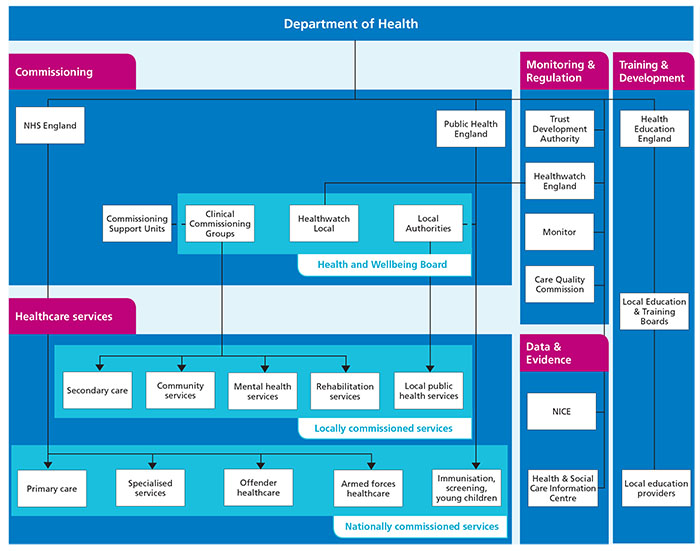 Department of Health
Commissioning
Monitoring &
Regulation
Training &
Development
NHS England
Public Health
England
Trust
Development
Authority
Health
Education
England
Healthwatch
England
Commissioning
Support Units
Clinical
Commissioning
Groups
Healthwatch
Local
Local
Authorities
Monitor
Health and Wellbeing Board
Care Quality
Commission
Healthcare services
Local Education
& Training
Boards
Data &
Evidence
Secondary care
Community
services
Mental health
services
Rehabilitation
services
Local public
health services
NICE
Locally commissioned services
Primary care
Specialised
services
Offender
healthcare
Armed forces
healthcare
Immunisation,
screening,
young children
Health & Social
Care Information
Centre
Local education
providers
Nationally commissioned services